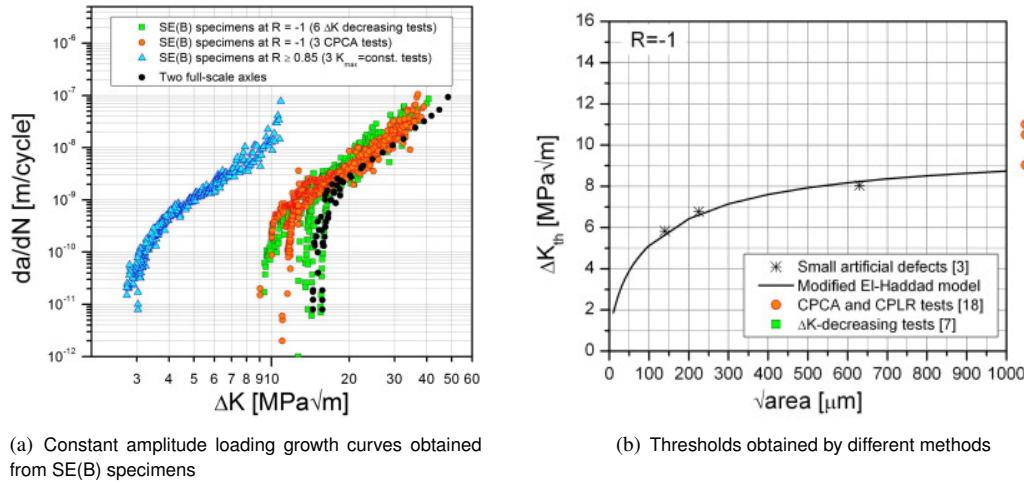 SE(B) specimens at R = -1 (6 ΔK decreasing tests)
SE(B) specimens at R = -1 (3 CPCA tests)
SE(B) specimens at R ≥ 0.85 (3 Kmax=const. tests)
Two full-scale axles
10-6
10-5
10-7
10-8
10-9
10-10
10-11
10-12
da/dN [m/cycle]
3 4 5 6 7 8 910 20 30 40 50 60
ΔK [MPa√m]
(a) Constant amplitude loading growth curves obtained
from SE(B) specimens
R=-1
16
14
12
10
8
6
4
2
0
ΔKth [MPa√m]
Small artificial defects [3]
Modified El-Haddad model
CPCA and CPLR tests [18]
ΔK-decreasing tests [7]
0 100 200 300 400 500 600 700 800 900 1000
√area [µm]
(b) Thresholds obtained by different methods